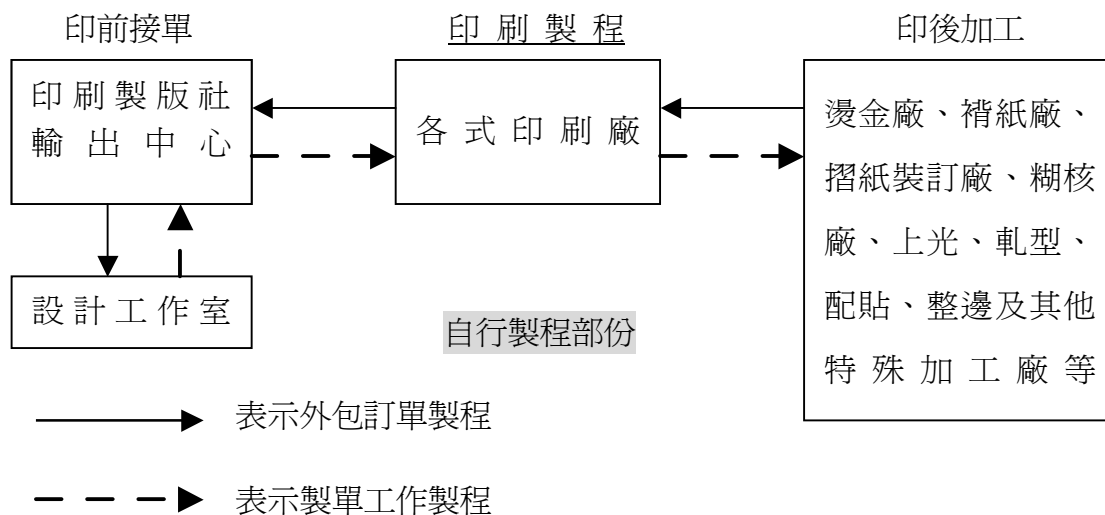 印前接單
印刷製程
印後加工
印刷製版社
輸出中心
各式印刷廠
燙金廠、褙紙廠、
摺紙裝訂廠、糊核
廠、上光、軋型、
配貼、整邊及其他
特殊加工廠等
設計工作室
自行製程部份
表示外包訂單製程
表示製單工作製程